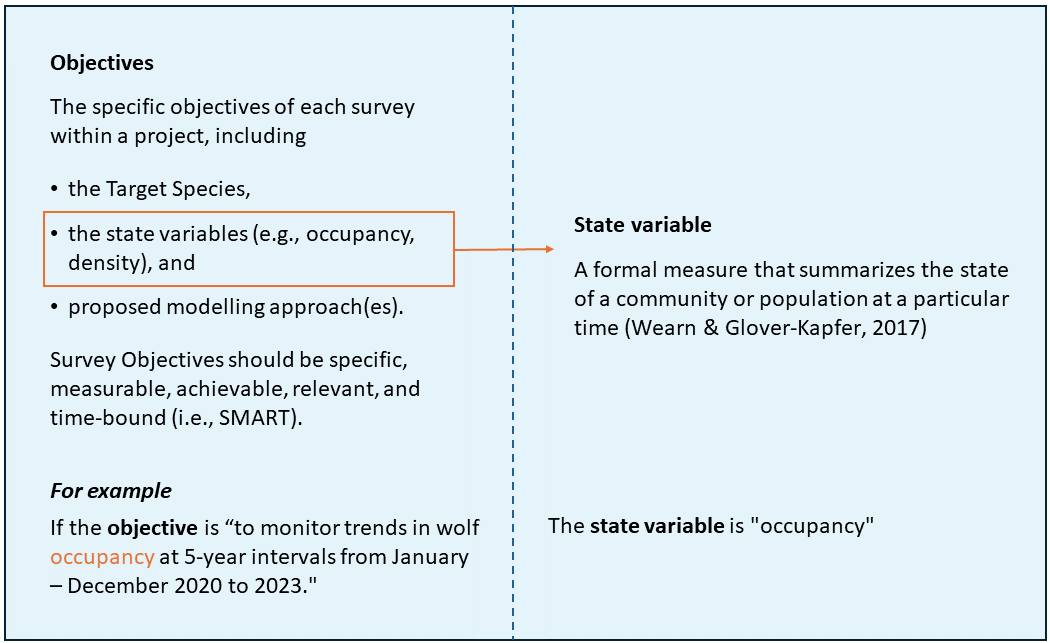 Objectives
The specific objectives of each survey
within a project, including
• the Target Species,
• the state variables (e.g., occupancy,
density), and
• proposed modelling approach(es).
Survey Objectives should be specific,
measurable, achievable, relevant, and
time-bound (i.e., SMART).
For example
If the objective is “to monitor trends in wolf
occupancy at 5-year intervals from January
– December 2020 to 2023."
State variable
A formal measure that summarizes the state
of a community or population at a particular
time (Wearn & Glover-Kapfer, 2017)
The state variable is "occupancy"